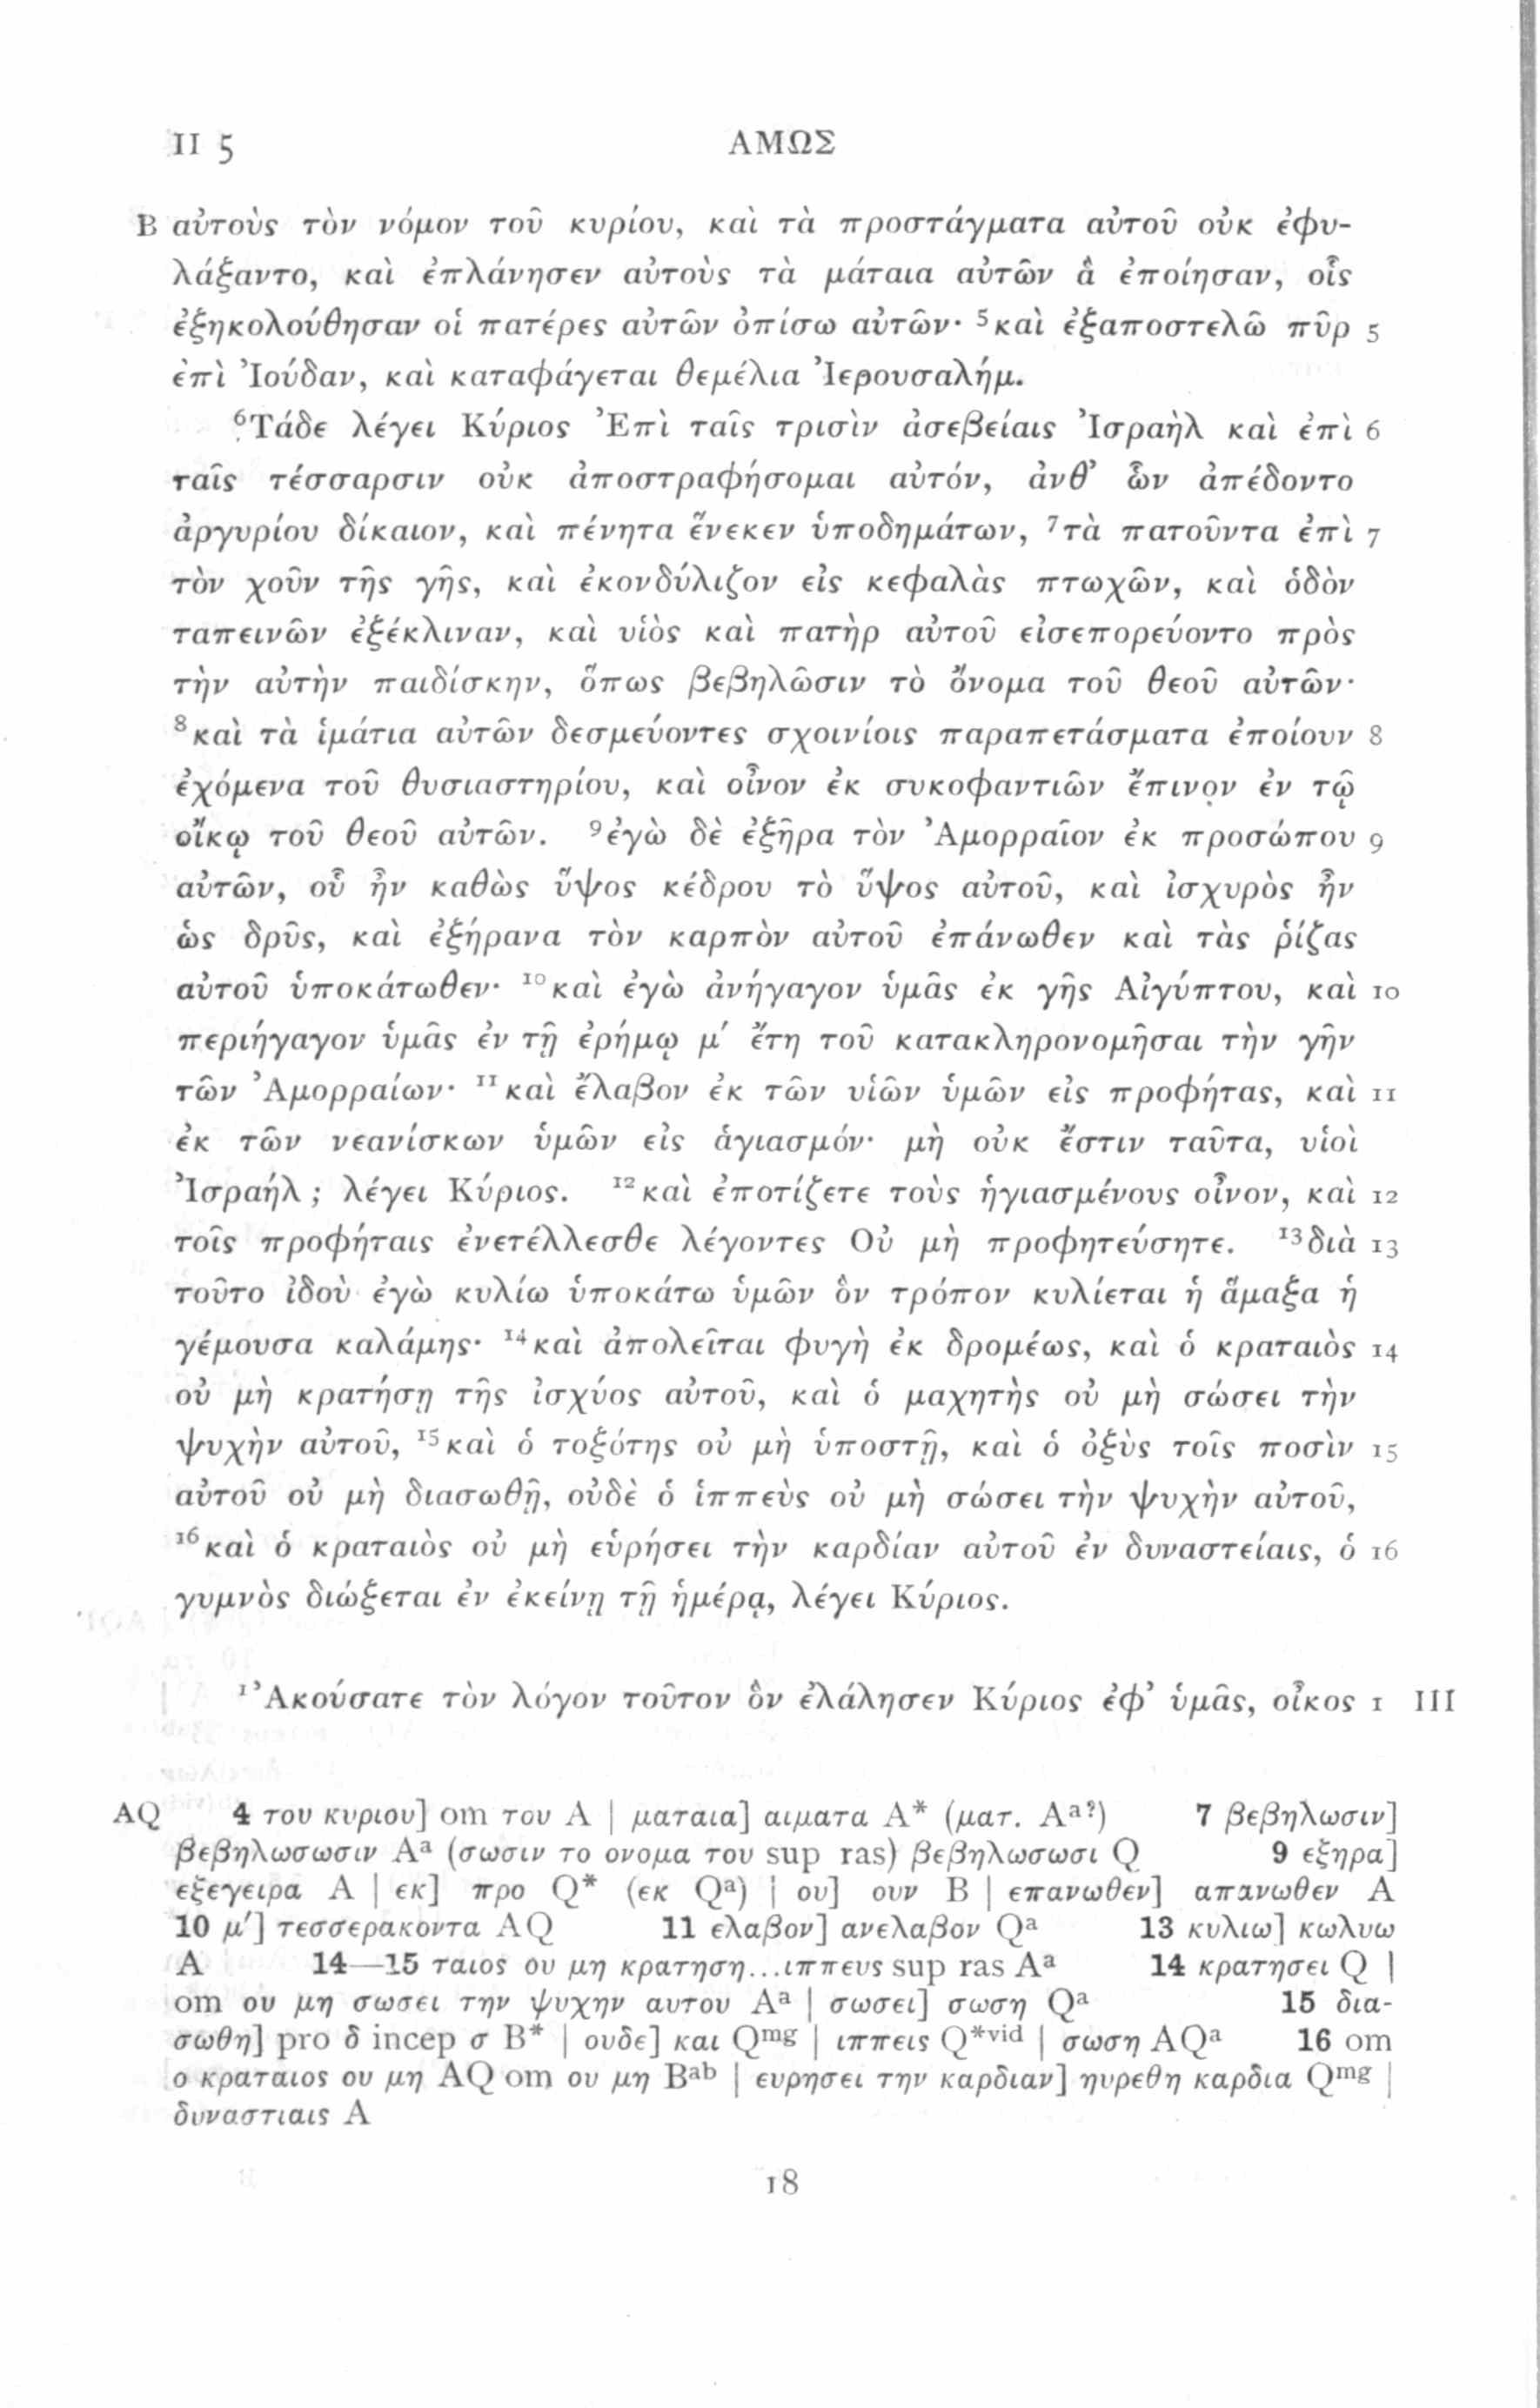 II 5 ΑΜΩΣ
B αὐτοὺς τὸν νόμον τοῦ κυρίου, καὶ τὰ προστάγματα αὐτοῦ οὐκ ἐφυ-
λάξαντο, καὶ ἐπλάνησεν αὐτοὺς τὰ μάταια αὐτῶν ἃ ἐποίησαν, οἷς
ἐξηκολούθησαν οἱ πατέρες αὐτῶν ὀπίσω αὐτῶν· ⁵καὶ ἐξαποστελῶ πῦρ 5
ἐπὶ Ἰούδαν, καὶ καταφάγεται θεμέλια Ἰερουσαλήμ.
⁶Τάδε λέγει Κύριος Ἐπὶ ταῖς τρισὶν ἀσεβείαις Ἰσραὴλ καὶ ἐπὶ 6
ταῖς τέσσαρσιν οὐκ ἀποστραφήσομαι αὐτόν, ἀνθ’ ὧν ἀπέδοντο
ἀργυρίου δίκαιον, καὶ πένητα ἕνεκεν ὑποδημάτων, ⁷τὰ πατοῦντα ἐπὶ 7
τὸν χοῦν τῆς γῆς, καὶ ἐκονδύλιζον εἰς κεφαλὰς πτωχῶν, καὶ ὁδὸν
ταπεινῶν ἐξέκλιναν, καὶ υἱὸς καὶ πατὴρ αὐτοῦ εἰσεπορεύοντο πρὸς
τὴν αὐτὴν παιδίσκην, ὅπως βεβηλῶσιν τὸ ὄνομα τοῦ θεοῦ αὐτῶν·
⁸καὶ τὰ ἱμάτια αὐτῶν δεσμεύοντες σχοινίοις παραπετάσματα ἐποίουν 8
ἐχόμενα τοῦ θυσιαστηρίου, καὶ οἶνον ἐκ συκοφαντιῶν ἔπινον ἐν τῷ
οἴκῳ τοῦ θεοῦ αὐτῶν. ⁹ἐγὼ δὲ ἐξῆρα τὸν Ἀμορραῖον ἐκ προσώπου 9
αὐτῶν, οὗ ἦν καθὼς ὕψος κέδρου τὸ ὕψος αὐτοῦ, καὶ ἰσχυρὸς ἦν
ὡς δρῦς, καὶ ἐξήρανα τὸν καρπὸν αὐτοῦ ἐπάνωθεν καὶ τὰς ῥίζας
αὐτοῦ ὑποκάτωθεν· ¹⁰καὶ ἐγὼ ἀνήγαγον ὑμᾶς ἐκ γῆς Αἰγύπτου, καὶ 10
περιήγαγον ὑμᾶς ἐν τῇ ἐρήμῳ μ´ ἔτη τοῦ κατακληρονομῆσαι τὴν γῆν
τῶν Ἀμορραίων· ¹¹καὶ ἔλαβον ἐκ τῶν υἱῶν ὑμῶν εἰς προφήτας, καὶ 11
ἐκ τῶν νεανίσκων ὑμῶν εἰς ἁγιασμόν· μὴ οὐκ ἔστιν ταῦτα, υἱοὶ
Ἰσραήλ; λέγει Κύριος. ¹²καὶ ἐποτίζετε τοὺς ἡγιασμένους οἶνον, καὶ 12
τοῖς προφήταις ἐνετέλλεσθε λέγοντες Οὐ μὴ προφητεύσητε. ¹³διὰ 13
τοῦτο ἰδοὺ ἐγὼ κυλίω ὑποκάτω ὑμῶν ὃν τρόπον κυλίεται ἡ ἅμαξα ἡ
γέμουσα καλάμης· ¹⁴καὶ ἀπολεῖται φυγὴ ἐκ δρομέως, καὶ ὁ κραταιὸς 14
οὐ μὴ κρατήσῃ τῆς ἰσχύος αὐτοῦ, καὶ ὁ μαχητὴς οὐ μὴ σώσει τὴν
ψυχὴν αὐτοῦ, ¹⁵καὶ ὁ τοξότης οὐ μὴ ὑποστῇ, καὶ ὁ ὀξὺς τοῖς ποσὶν 15
αὐτοῦ οὐ μὴ διασωθῇ, οὐδὲ ὁ ἱππεὺς οὐ μὴ σώσει τὴν ψυχὴν αὐτοῦ,
¹⁶καὶ ὁ κραταιὸς οὐ μὴ εὑρήσει τὴν καρδίαν αὐτοῦ ἐν δυναστείαις, ὁ 16
γυμνὸς διώξεται ἐν ἐκείνῃ τῇ ἡμέρᾳ, λέγει Κύριος.
¹Ἀκούσατε τὸν λόγον τοῦτον ὃν ἐλάλησεν Κύριος ἐφ’ ὑμᾶς, οἶκος 1 III
AQ 4 του κυριου] om του A | ματαια] αιματα A* (ματ. Aᵃ?) 7 βεβηλωσιν]
βεβηλωσωσιν Aᵃ (σωσιν το ονομα του sup ras) βεβηλωσωσι Q 9 εξηρα]
εξεγειρα A | εκ] προ Q* (εκ Qᵃ) | ου] ουν B | επανωθεν] απανωθεν A
10 μ´] τεσσερακοντα AQ 11 ελαβον] ανελαβον Qᵃ 13 κυλιω] κωλυω
A 14—15 ταιος ου μη κρατηση...ιππευς sup ras Aᵃ 14 κρατησει Q |
om ου μη σωσει την ψυχην αυτου Aᵃ | σωσει] σωση Qᵃ 15 δια-
σωθη] pro δ incep σ B* | ουδε] και Qᵐᵍ | ιππεις Q*ᵛⁱᵈ | σωση AQᵃ 16 om
ο κραταιος ου μη AQ om ου μη Bᵃᵇ | ευρησει την καρδιαν] ηυρεθη καρδια Qᵐᵍ |
δυναστιαις A
18